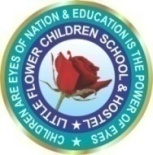 CHILDREN ARE EYES OF NATION & EDUCATION IS THE POWER OF EYES
LITTLE FLOWER CHILDREN SCHOOL & HOSTEL